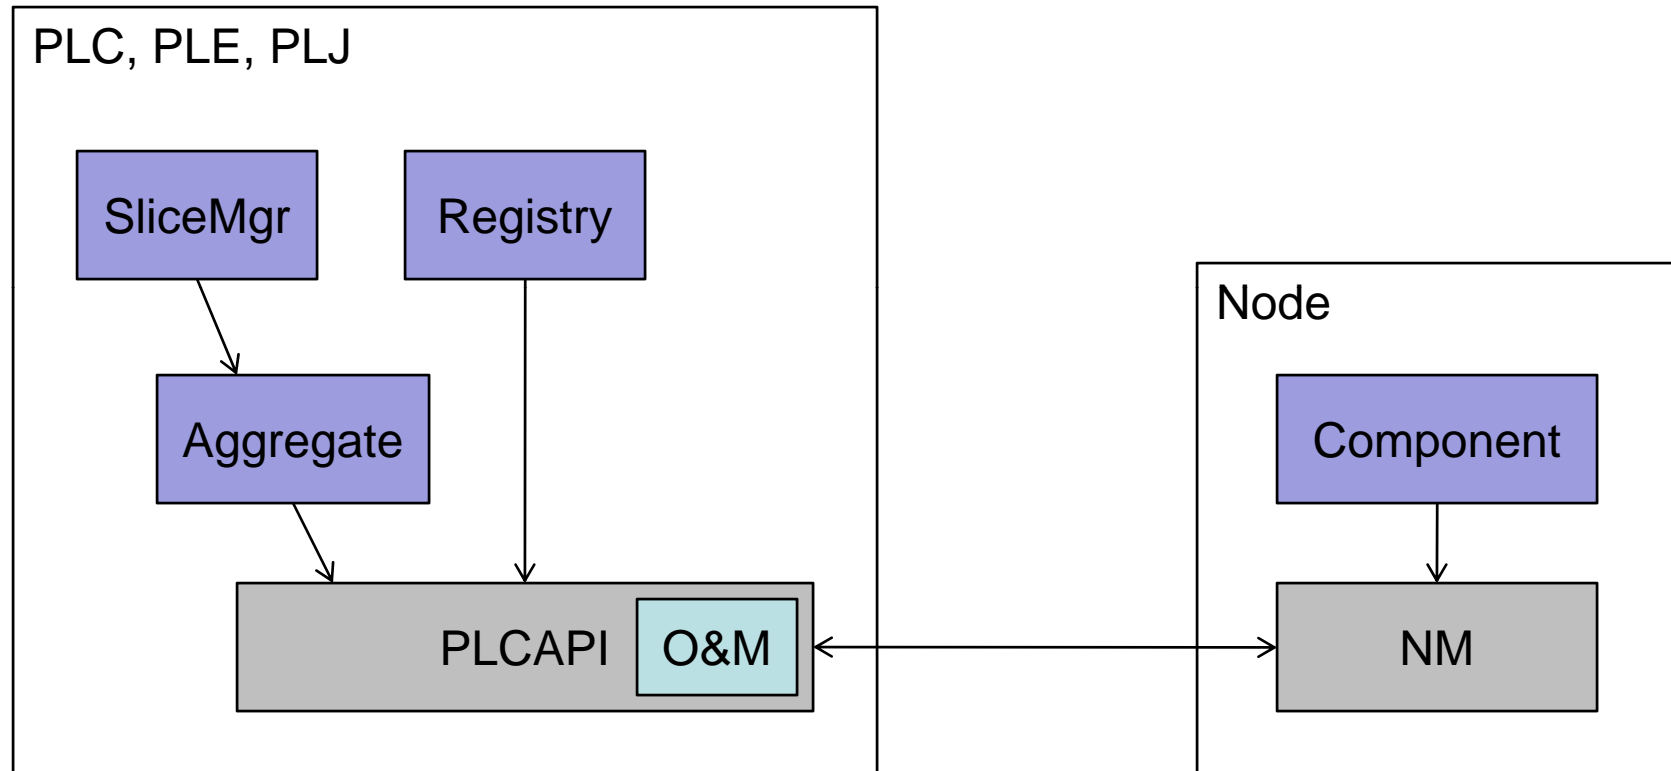 PLC, PLE, PLJ
SliceMgr
Registry
Node
Aggregate
Component
PLCAPI
O&M
NM